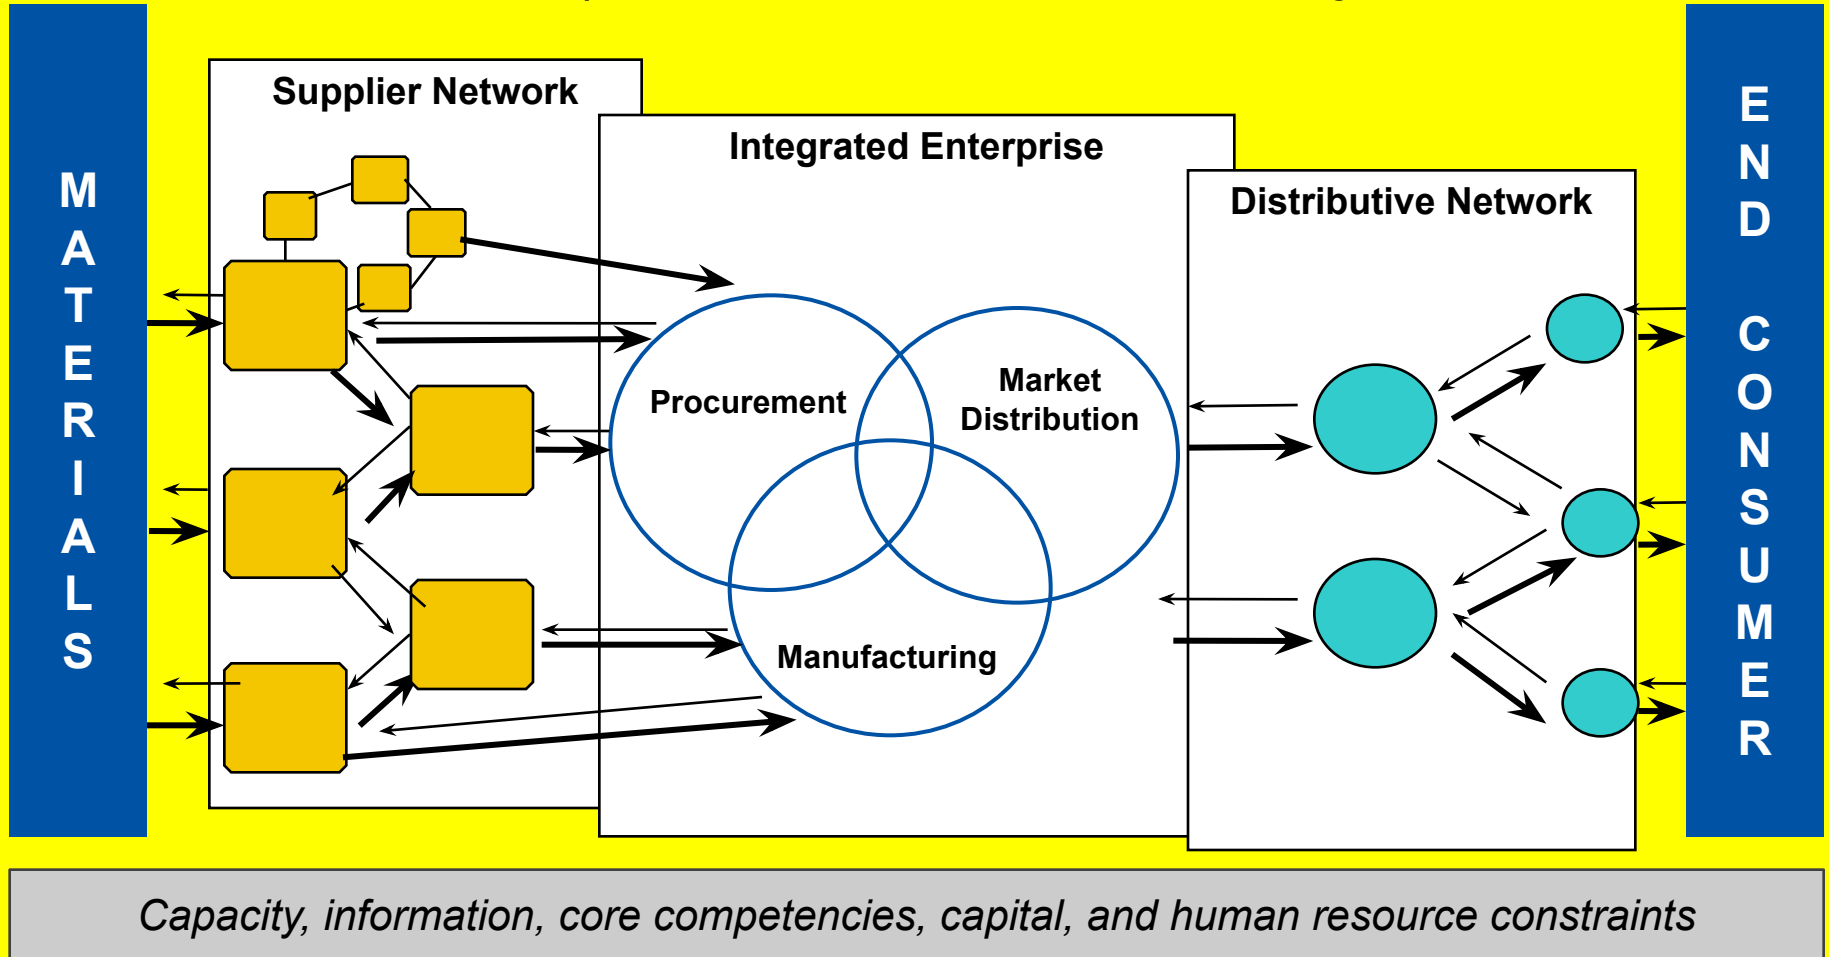 MATERIALS
Supplier Network
Integrated Enterprise
Distributive Network
Procurement
Market
Distribution
Manufacturing
END CONSUMER
Capacity, information, core competencies, capital, and human resource constraints